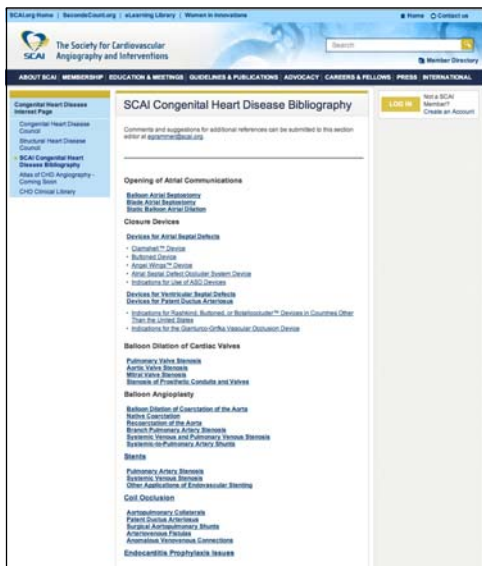 SCAI.org Home | SecondsCount.org | eLearning Library | Women in Innovations
Home Contact us
SCAI
The Society for Cardiovascular
Angiography and Interventions
Search
Member Directory
ABOUT SCAI MEMBERSHIP EDUCATION & MEETINGS GUIDELINES & PUBLICATIONS ADVOCACY CAREERS & FELLOWS PRESS INTERNATIONAL
Congenital Heart Disease
Interest Page
Congenital Heart Disease
Council
Structural Heart Disease
Council
SCAI Congenital Heart
Disease Bibliography
Atlas of CHD Angiography -
Coming Soon
CHD Clinical Library
SCAI Congenital Heart Disease Bibliography
Comments and suggestions for additional references can be submitted to this section
editor at egrammer@scai.org.
LOG IN
Not a SCAI
Member?
Create an Account
Opening of Atrial Communications
Balloon Atrial Septostomy
Blade Atrial Septostomy
Static Balloon Atrial Dilation
Closure Devices
Devices for Atrial Septal Defects
Clamshell™ Device
Buttoned Device
Angel Wings™ Device
Atrial Septal Defect Occluder System Device
Indications for Use of ASD Devices
Devices for Ventricular Septal Defects
Devices for Patent Ductus Arteriosus
Indications for Rashkind, Buttoned, or Botallooccluder™ Devices in Countries Other
Than the United States
Indications for the Gianturco-Grifka Vascular Occlusion Device
Balloon Dilation of Cardiac Valves
Pulmonary Valve Stenosis
Aortic Valve Stenosis
Mitral Valve Stenosis
Stenosis of Prosthetic Conduits and Valves
Balloon Angioplasty
Balloon Dilation of Coarctation of the Aorta
Native Coarctation
Recoarctation of the Aorta
Branch Pulmonary Artery Stenosis
Systemic Venous and Pulmonary Venous Stenosis
Systemic-to-Pulmonary Artery Shunts
Stents
Pulmonary Artery Stenosis
Systemic Venous Stenosis
Other Applications of Endovascular Stenting
Coil Occlusion
Aortopulmonary Collaterals
Patent Ductus Arteriosus
Surgical Aortopulmonary Shunts
Arteriovenous Fistulas
Anomalous Venovenous Connections
Endocarditis Prophylaxis Issues